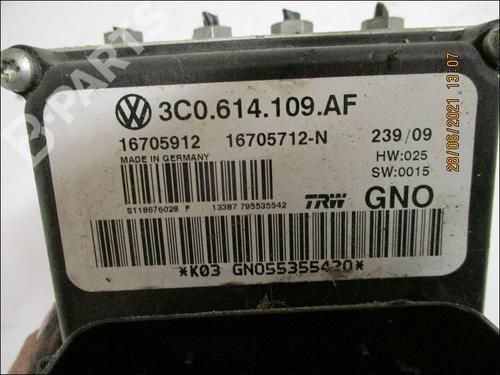 B-PARTS
28/06/2021 13:07
3C0.614.109.AF
16705912 16705712-N 239/09
MADE IN GERMANY
HW:025
SW:0015
S118676028 F 13387 795535542
TRW GNO
*K03 GNO55355420*